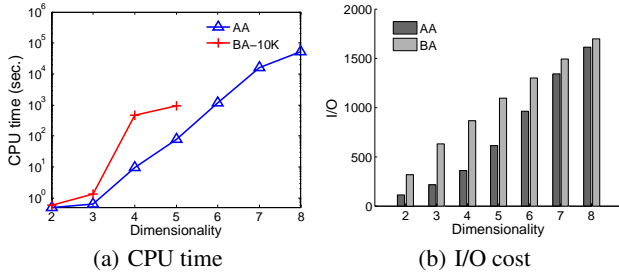 10^6
10^5
10^4
10^3
10^2
10^1
10^0
CPU time (sec.)
AA
BA-10K
2 3 4 5 6 7 8
Dimensionality
(a) CPU time
2000
1500
1000
500
0
I/O
AA
BA
2 3 4 5 6 7 8
Dimensionality
(b) I/O cost